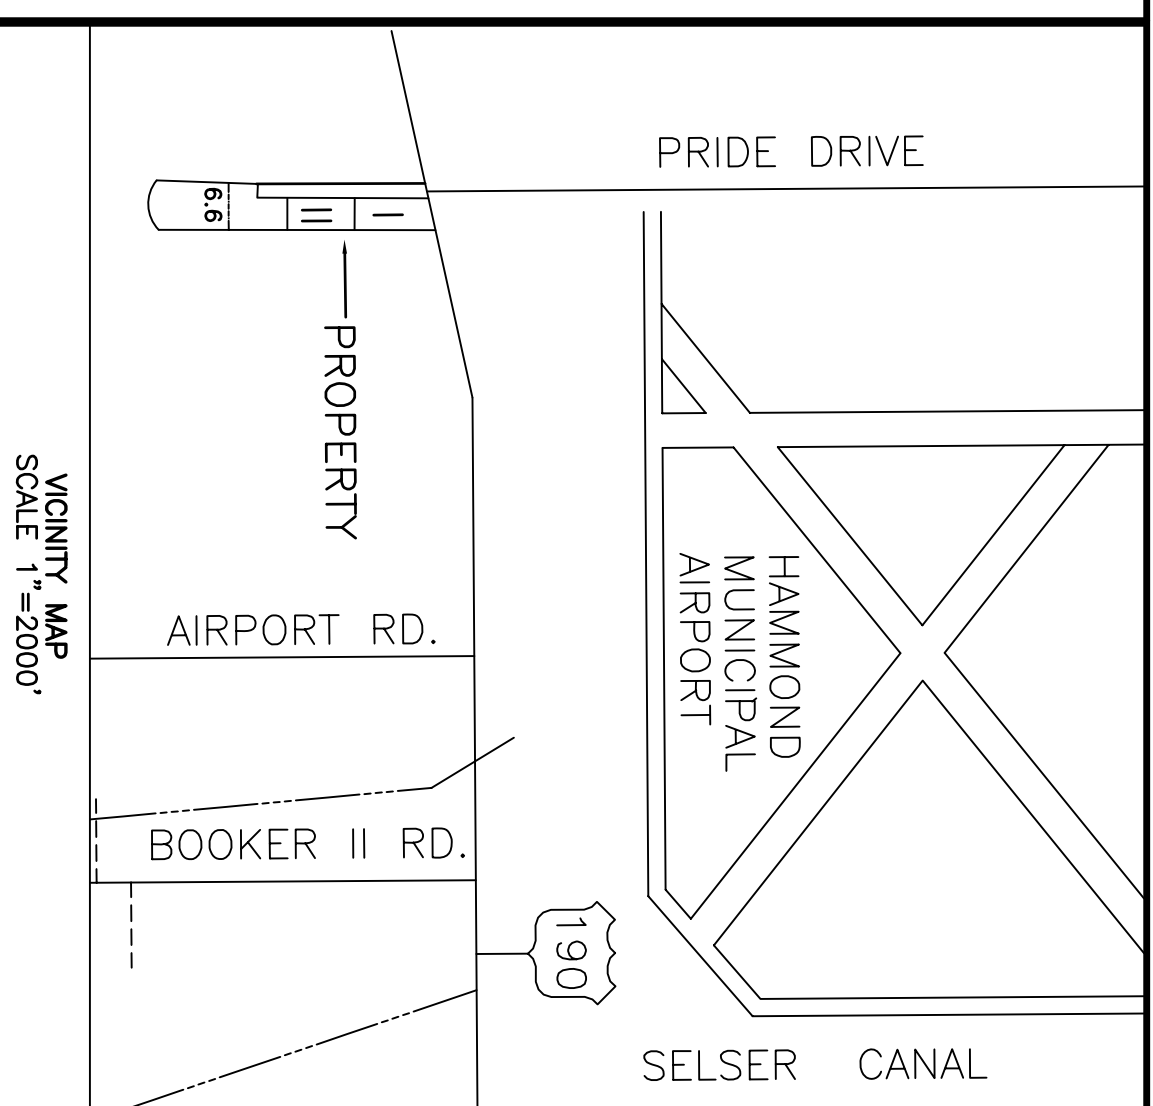 PRIDE DRIVE
6.6
II
I
PROPERTY
HAMMOND
MUNICIPAL
AIRPORT
AIRPORT RD.
BOOKER II RD.
190
SELSER CANAL
VICINITY MAP
SCALE 1"=2000'